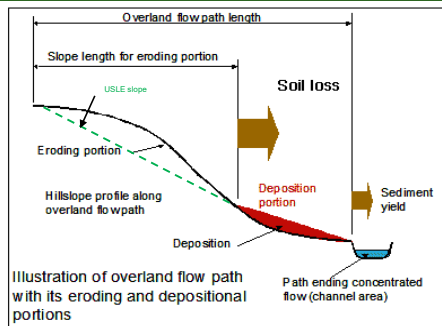 Overland flow path length
Slope length for eroding portion
Soil loss
USLE slope
Eroding portion
Deposition
portion
Sediment
yield
Hillslope profile along
overland flowpath
Deposition
Illustration of overland flow path
with its eroding and depositional
portions
Path ending concentrated
flow (channel area)